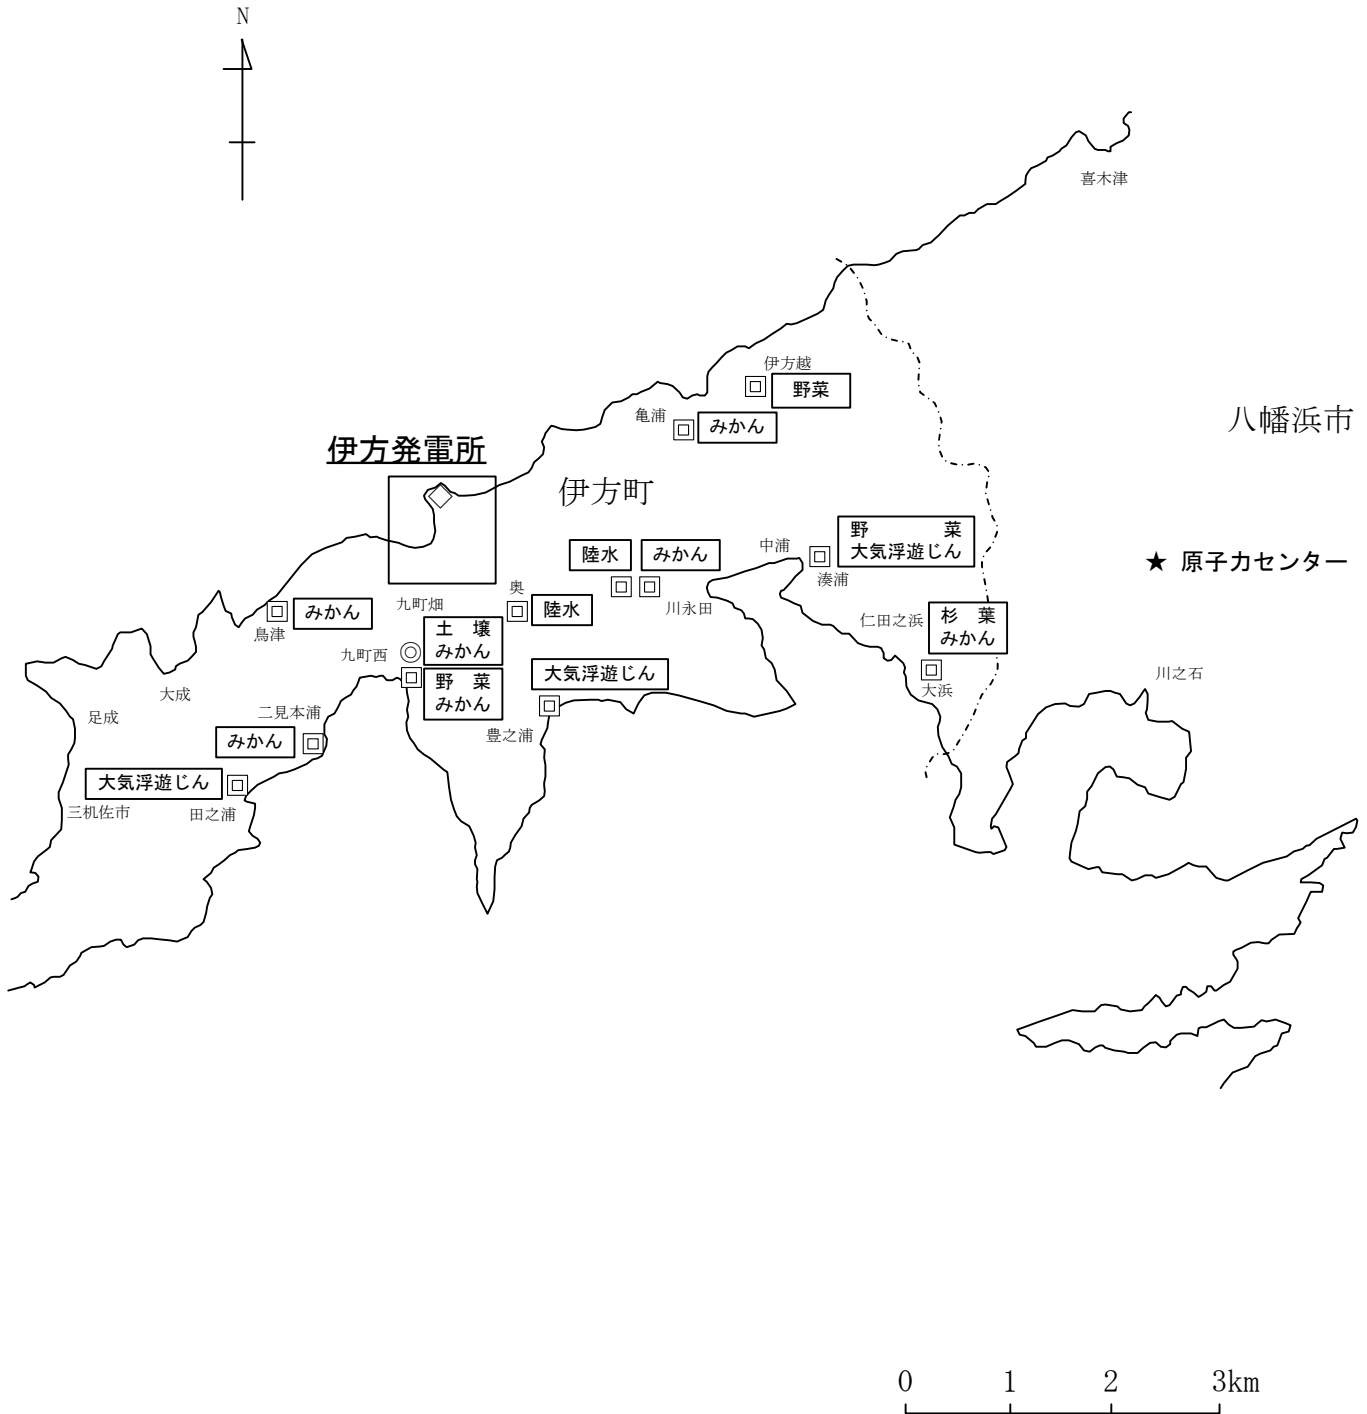 N
喜木津
伊方越
野菜
亀浦
みかん
八幡浜市
伊方発電所
伊方町
野　　菜
大気浮遊じん
中浦
湊浦
陸水
みかん
川永田
★ 原子力センター
奥
陸水
九町畑
土　壌
みかん
九町西
野　菜
みかん
鳥津
みかん
仁田之浜
杉　葉
みかん
大浜
川之石
大気浮遊じん
豊之浦
大成
足成
二見本浦
みかん
大気浮遊じん
三机佐市
田之浦
0 1 2 3km